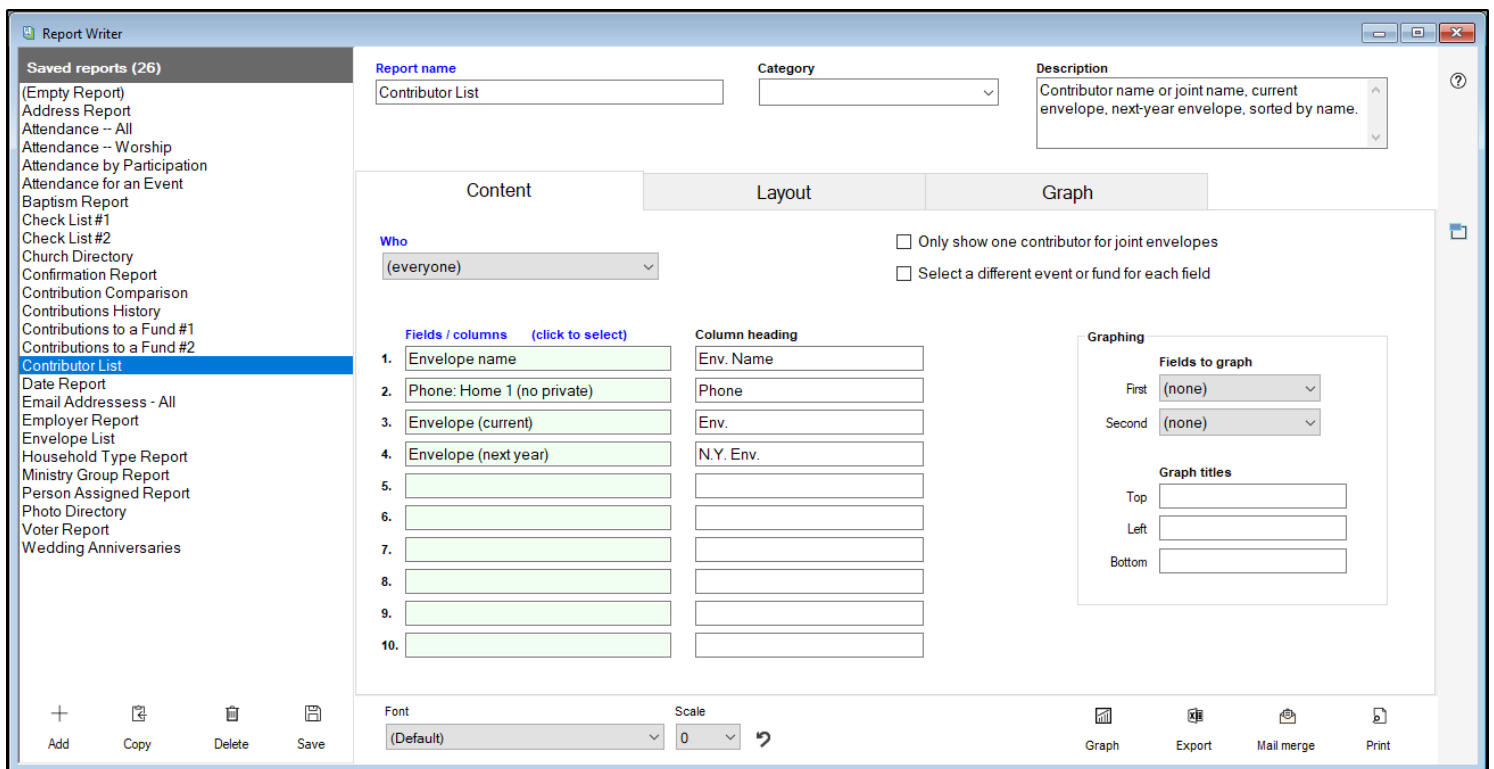 Report Writer
Saved reports (26)
(Empty Report)
Address Report
Attendance -- All
Attendance -- Worship
Attendance by Participation
Attendance for an Event
Baptism Report
Check List #1
Check List #2
Church Directory
Confirmation Report
Contribution Comparison
Contributions History
Contributions to a Fund #1
Contributions to a Fund #2
Contributor List
Date Report
Email Addressess - All
Employer Report
Envelope List
Household Type Report
Ministry Group Report
Person Assigned Report
Photo Directory
Voter Report
Wedding Anniversaries
Add Copy Delete Save
Report name Category Description
Contributor List
Contributor name or joint name, current
envelope, next-year envelope, sorted by name.
Content Layout Graph
Who
(everyone)
Only show one contributor for joint envelopes
Select a different event or fund for each field
Fields / columns (click to select) Column heading
1. Envelope name Env. Name
2. Phone: Home 1 (no private) Phone
3. Envelope (current) Env.
4. Envelope (next year) N.Y. Env.
5.
6.
7.
8.
9.
10.
Graphing
Fields to graph
First (none)
Second (none)
Graph titles
Top
Left
Bottom
Font Scale
(Default) 0
Graph Export Mail merge Print